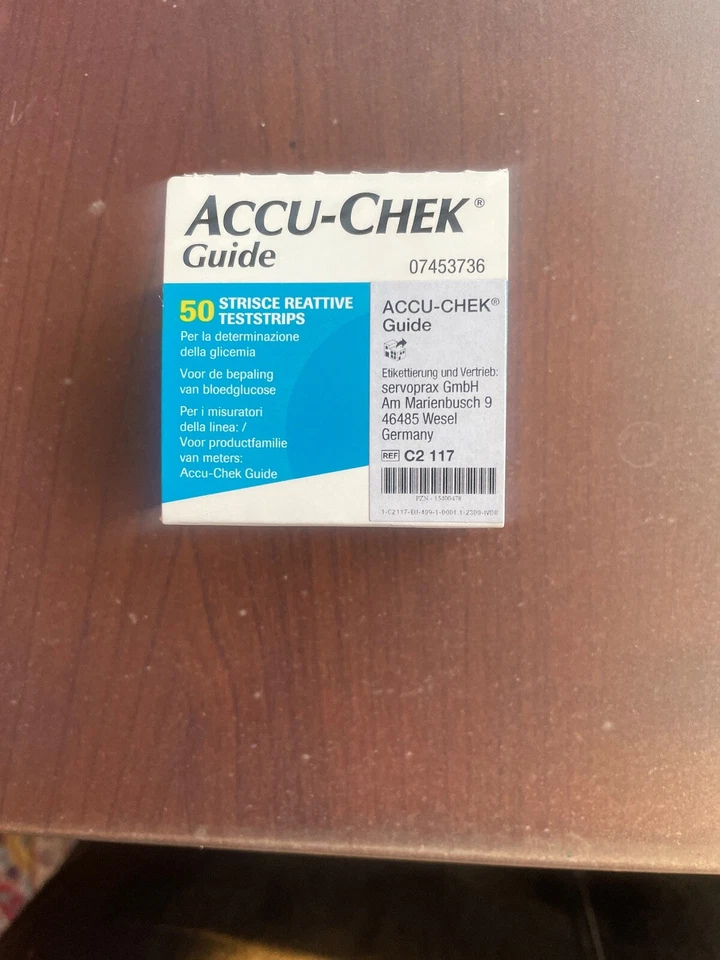 ACCU-CHEK®
Guide
07453736
50 STRISCE REATTIVE
TESTSTRIPS
Per la determinazione
della glicemia
Voor de bepaling
van bloedglucose
Per i misuratori
della linea: /
Voor productfamilie
van meters:
Accu-Chek Guide
ACCU-CHEK®
Guide
Etikettierung und Vertrieb:
servoprax GmbH
Am Marienbusch 9
46485 Wesel
Germany
REF C2 117
PZN -